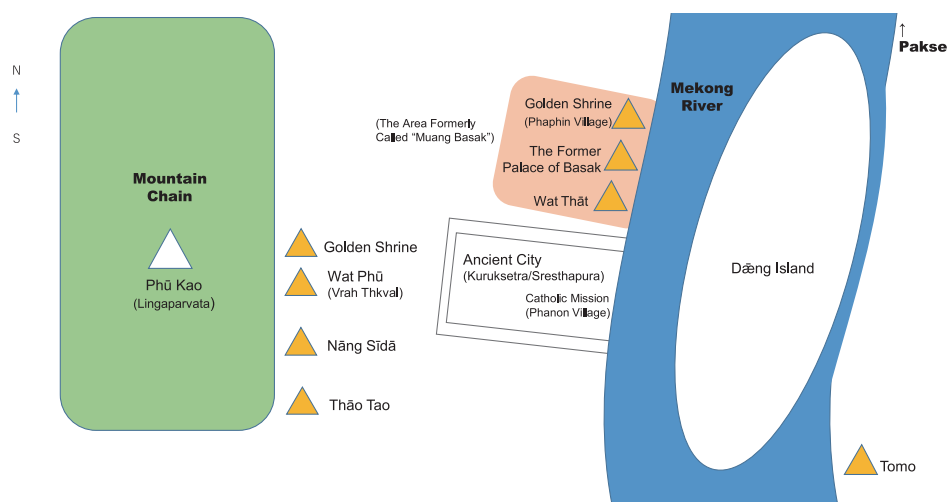 N
↑
S
Mountain
Chain
Phū Kao
(Lingaparvata)
Golden Shrine
Wat Phū
(Vrah Thkval)
Nāng Sīdā
Thāo Tao
(The Area Formerly
Called “Muang Basak”)
Golden Shrine
(Phaphin Village)
The Former
Palace of Basak
Wat Thāt
Ancient City
(Kuruksetra/Sresthapura)
Catholic Mission
(Phanon Village)
Mekong
River
Dǣng Island
↑
Pakse
Tomo